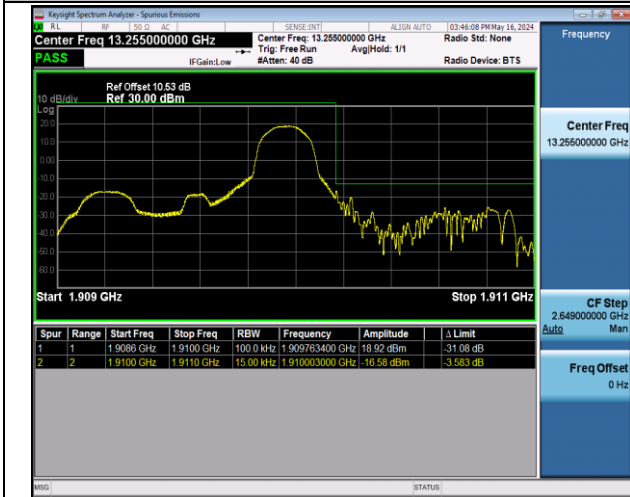 Keysight Spectrum Analyzer - Spurious Emissions
RL RF 50 Ω AC SENSE:INT ALIGN AUTO 03:46:08 PM May 16, 2024
Center Freq 13.255000000 GHz
Center Freq: 13.255000000 GHz
Radio Std: None
Trig: Free Run Avg|Hold: 1/1
PASS IFGain:Low #Atten: 40 dB Radio Device: BTS
Ref Offset 10.53 dB
10 dB/div Ref 30.00 dBm
Log
20.0
10.0
0.00
-10.0
-20.0
-30.0
-40.0
-50.0
-60.0
Start 1.909 GHz Stop 1.911 GHz
Spur Range Start Freq Stop Freq RBW Frequency Amplitude Δ Limit
1 1 1.9086 GHz 1.9100 GHz 100.0 kHz 1.909763400 GHz 18.92 dBm -31.08 dB
2 2 1.9100 GHz 1.9110 GHz 15.00 kHz 1.910003000 GHz -16.58 dBm -3.583 dB
MSG STATUS
Frequency
Center Freq
13.255000000 GHz
CF Step
2.649000000 GHz
Auto Man
Freq Offset
0 Hz